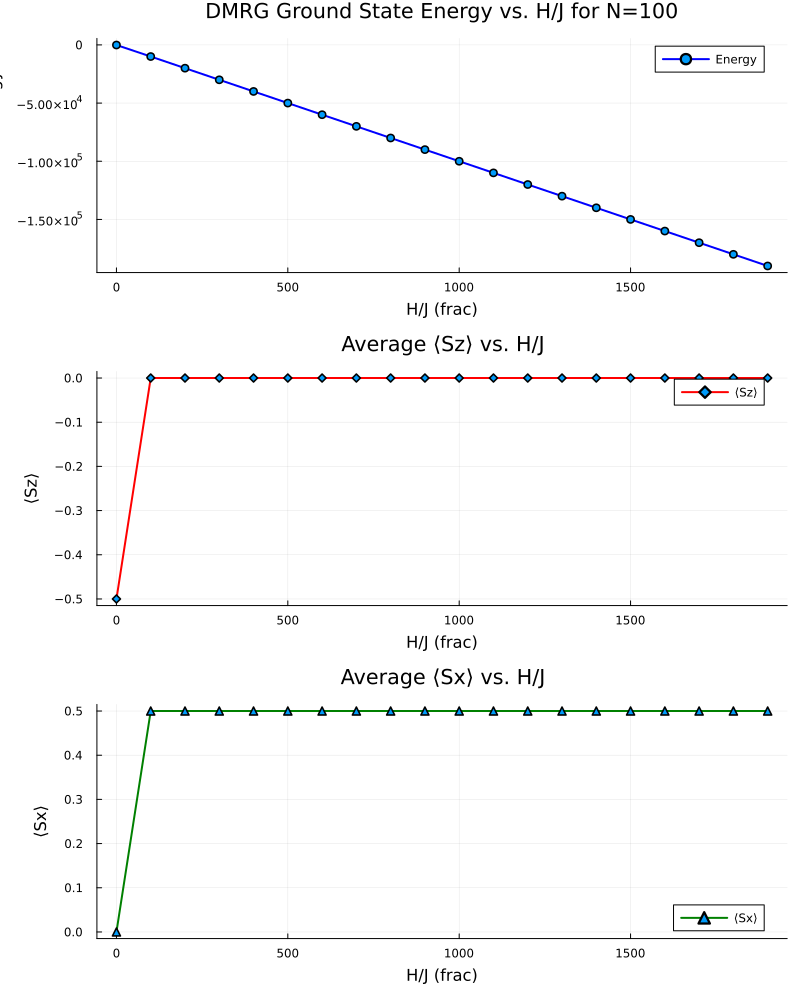 DMRG Ground State Energy vs. H/J for N=100
0
−5.00×10⁴
−1.00×10⁵
−1.50×10⁵
Energy
0 500 1000 1500
H/J (frac)
Average ⟨Sz⟩ vs. H/J
⟨Sz⟩
0.0
−0.1
−0.2
−0.3
−0.4
−0.5
⟨Sz⟩
0 500 1000 1500
H/J (frac)
Average ⟨Sx⟩ vs. H/J
⟨Sx⟩
0.5
0.4
0.3
0.2
0.1
0.0
⟨Sx⟩
0 500 1000 1500
H/J (frac)